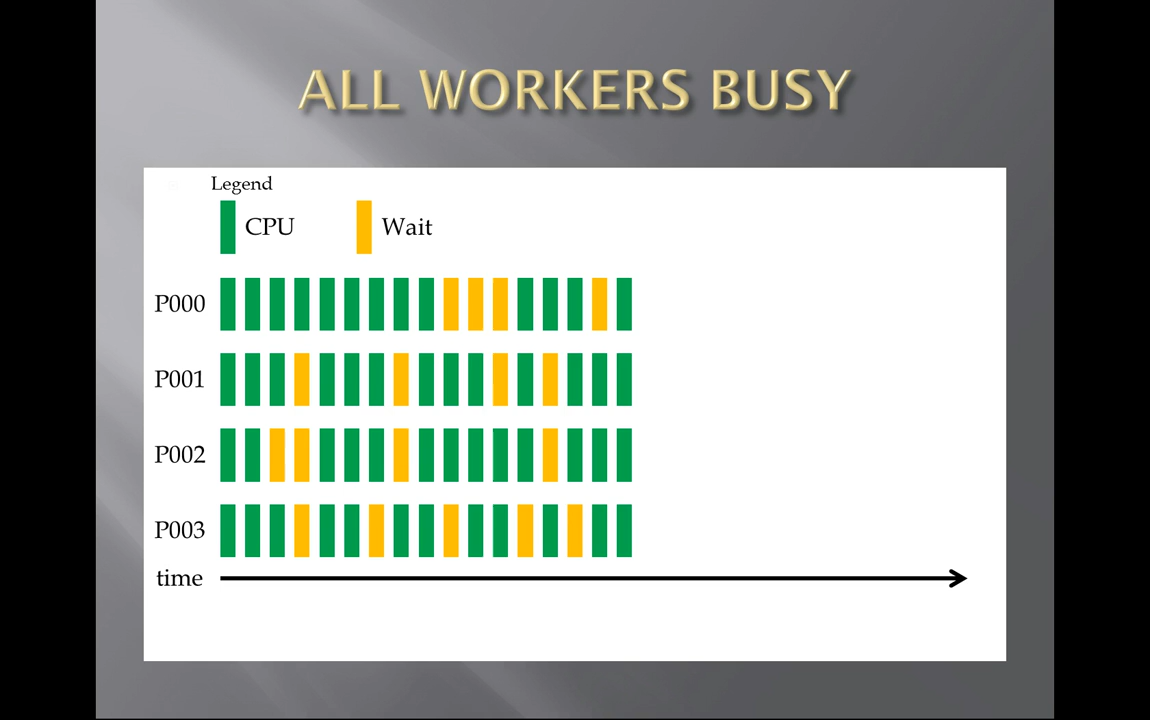 ALL WORKERS BUSY
Legend
CPU Wait
P000
P001
P002
P003
time